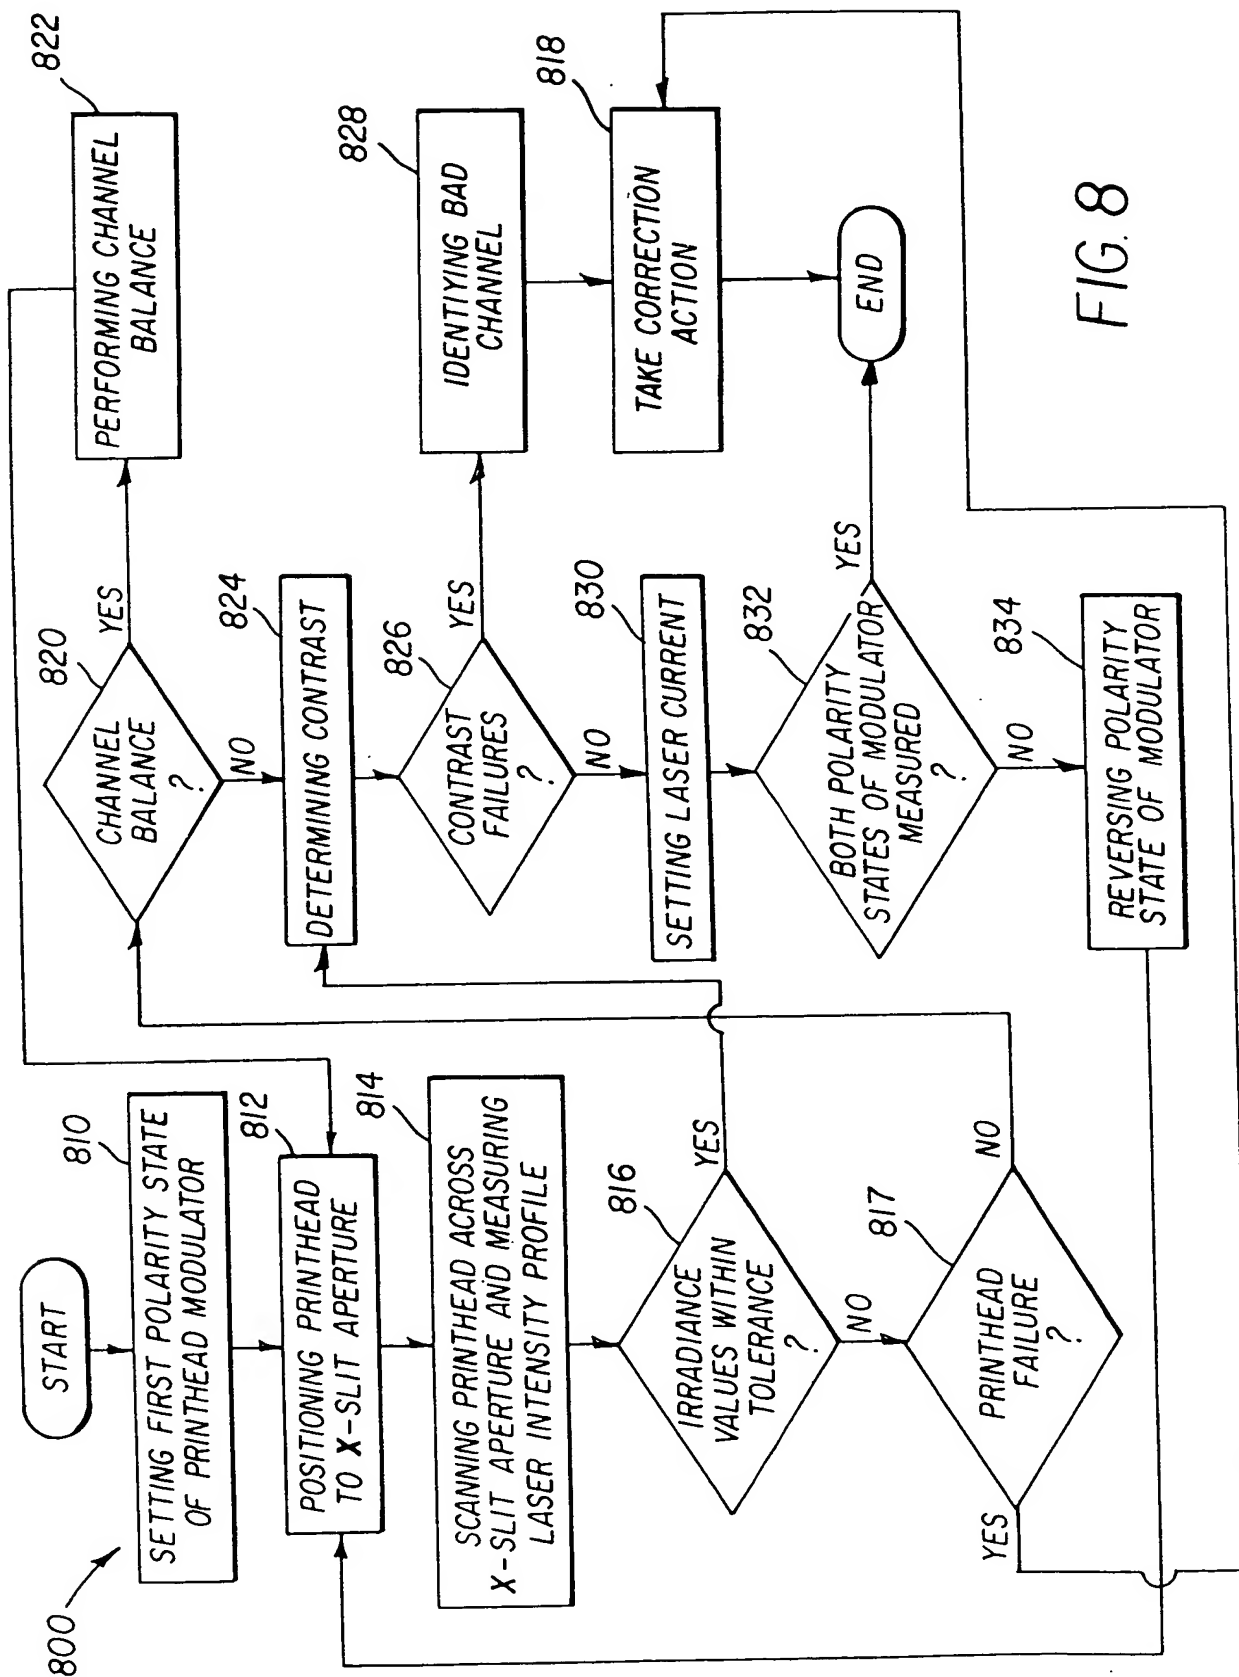 800
START
810
SETTING FIRST POLARITY STATE
OF PRINTHEAD MODULATOR
812
POSITIONING PRINTHEAD
TO X-SLIT APERTURE
814
SCANNING PRINTHEAD ACROSS
X-SLIT APERTURE AND MEASURING
LASER INTENSITY PROFILE
816
IRRADIANCE
VALUES WITHIN
TOLERANCE
?
YES
NO
817
PRINTHEAD
FAILURE
?
YES
NO
820
CHANNEL
BALANCE
?
YES
NO
822
PERFORMING CHANNEL
BALANCE
824
DETERMINING CONTRAST
826
CONTRAST
FAILURES
?
YES
NO
828
IDENTIYING BAD
CHANNEL
818
TAKE CORRECTION
ACTION
830
SETTING LASER CURRENT
832
BOTH POLARITY
STATES OF MODULATOR
MEASURED
?
YES
NO
END
834
REVERSING POLARITY
STATE OF MODULATOR
FIG. 8